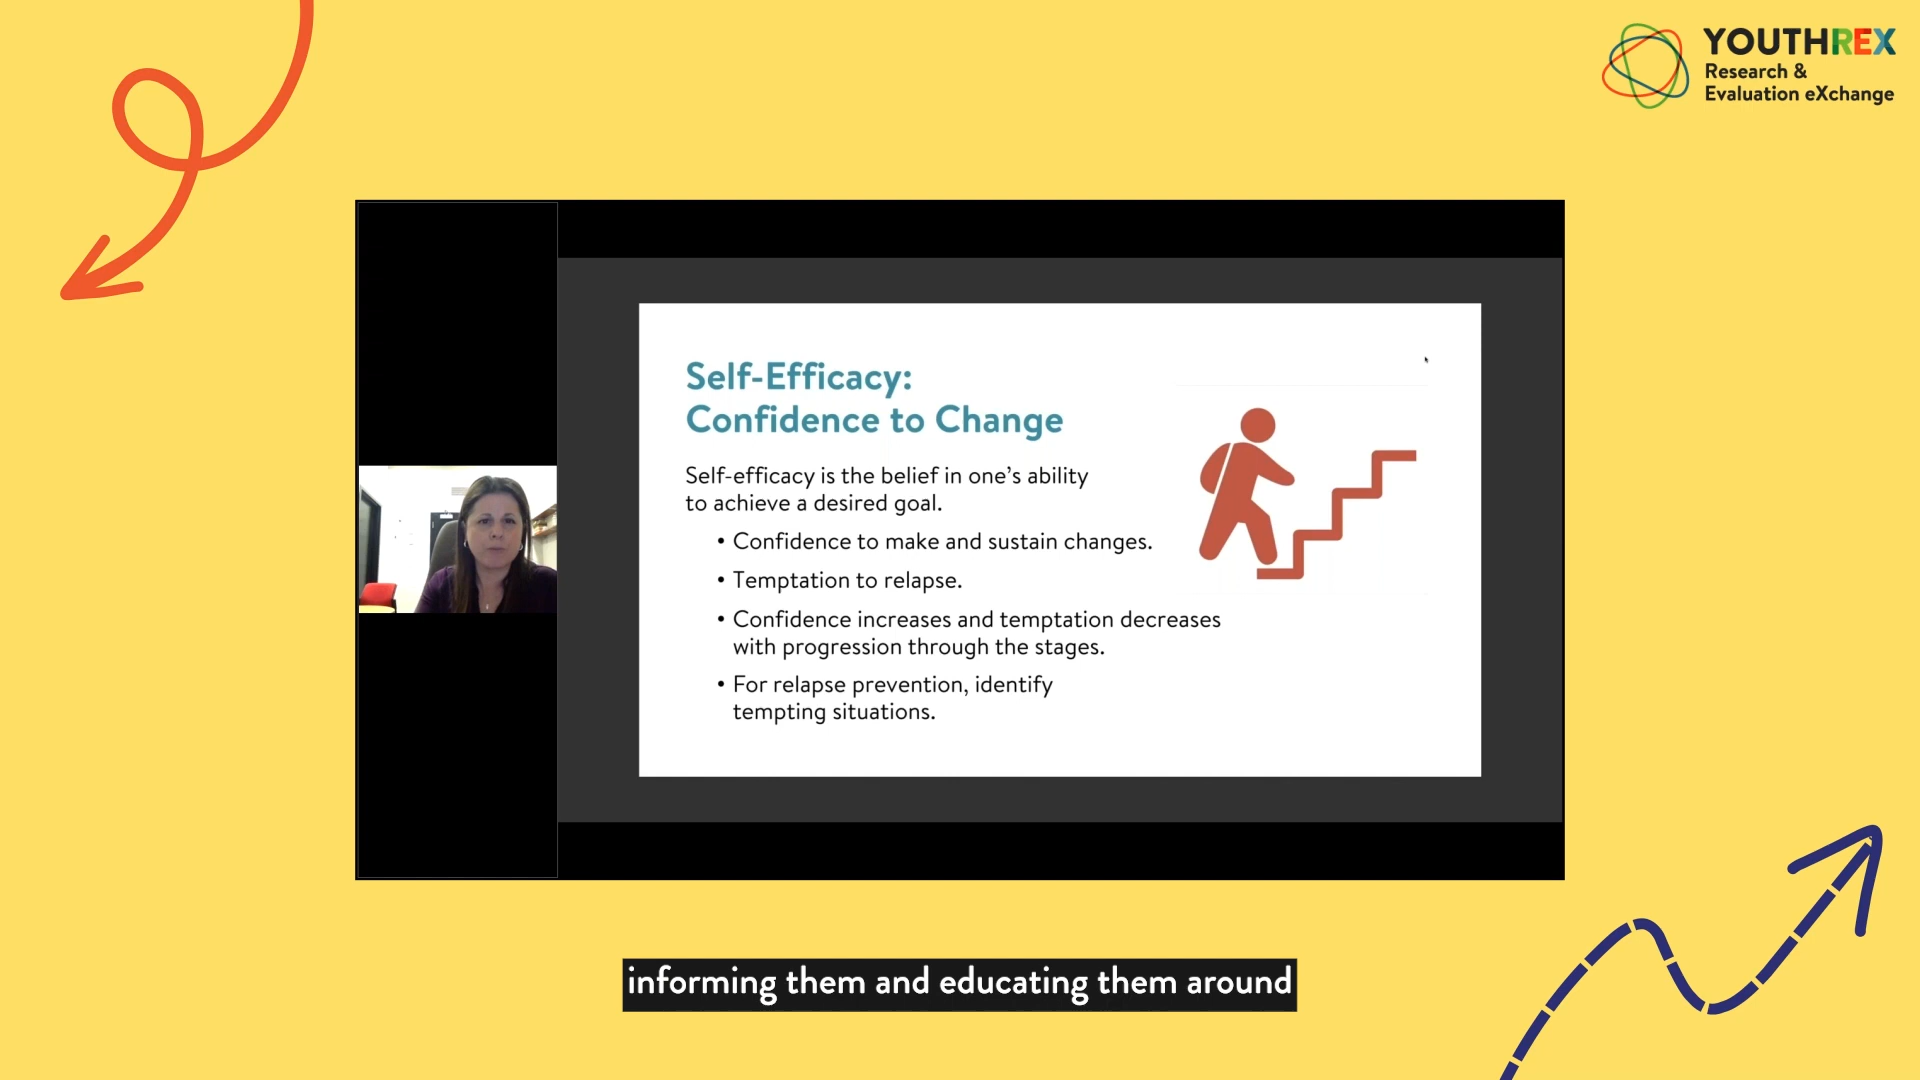 YOUTHREX
Research &
Evaluation eXchange
Self-Efficacy:
Confidence to Change
Self-efficacy is the belief in one's ability
to achieve a desired goal.
• Confidence to make and sustain changes.
• Temptation to relapse.
• Confidence increases and temptation decreases
with progression through the stages.
• For relapse prevention, identify
tempting situations.
informing them and educating them around